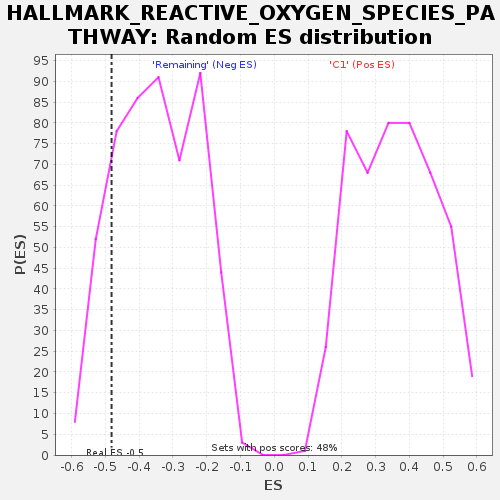 HALLMARK_REACTIVE_OXYGEN_SPECIES_PA
THWAY: Random ES distribution
'Remaining' (Neg ES) 'C1' (Pos ES)
95
90
85
80
75
70
65
60
55
50
45
40
35
30
25
20
15
10
5
0
P(ES)
Real ES -0.5
Sets with pos scores: 48%
-0.6 -0.5 -0.4 -0.3 -0.2 -0.1 0.0 0.1 0.2 0.3 0.4 0.5 0.6
ES